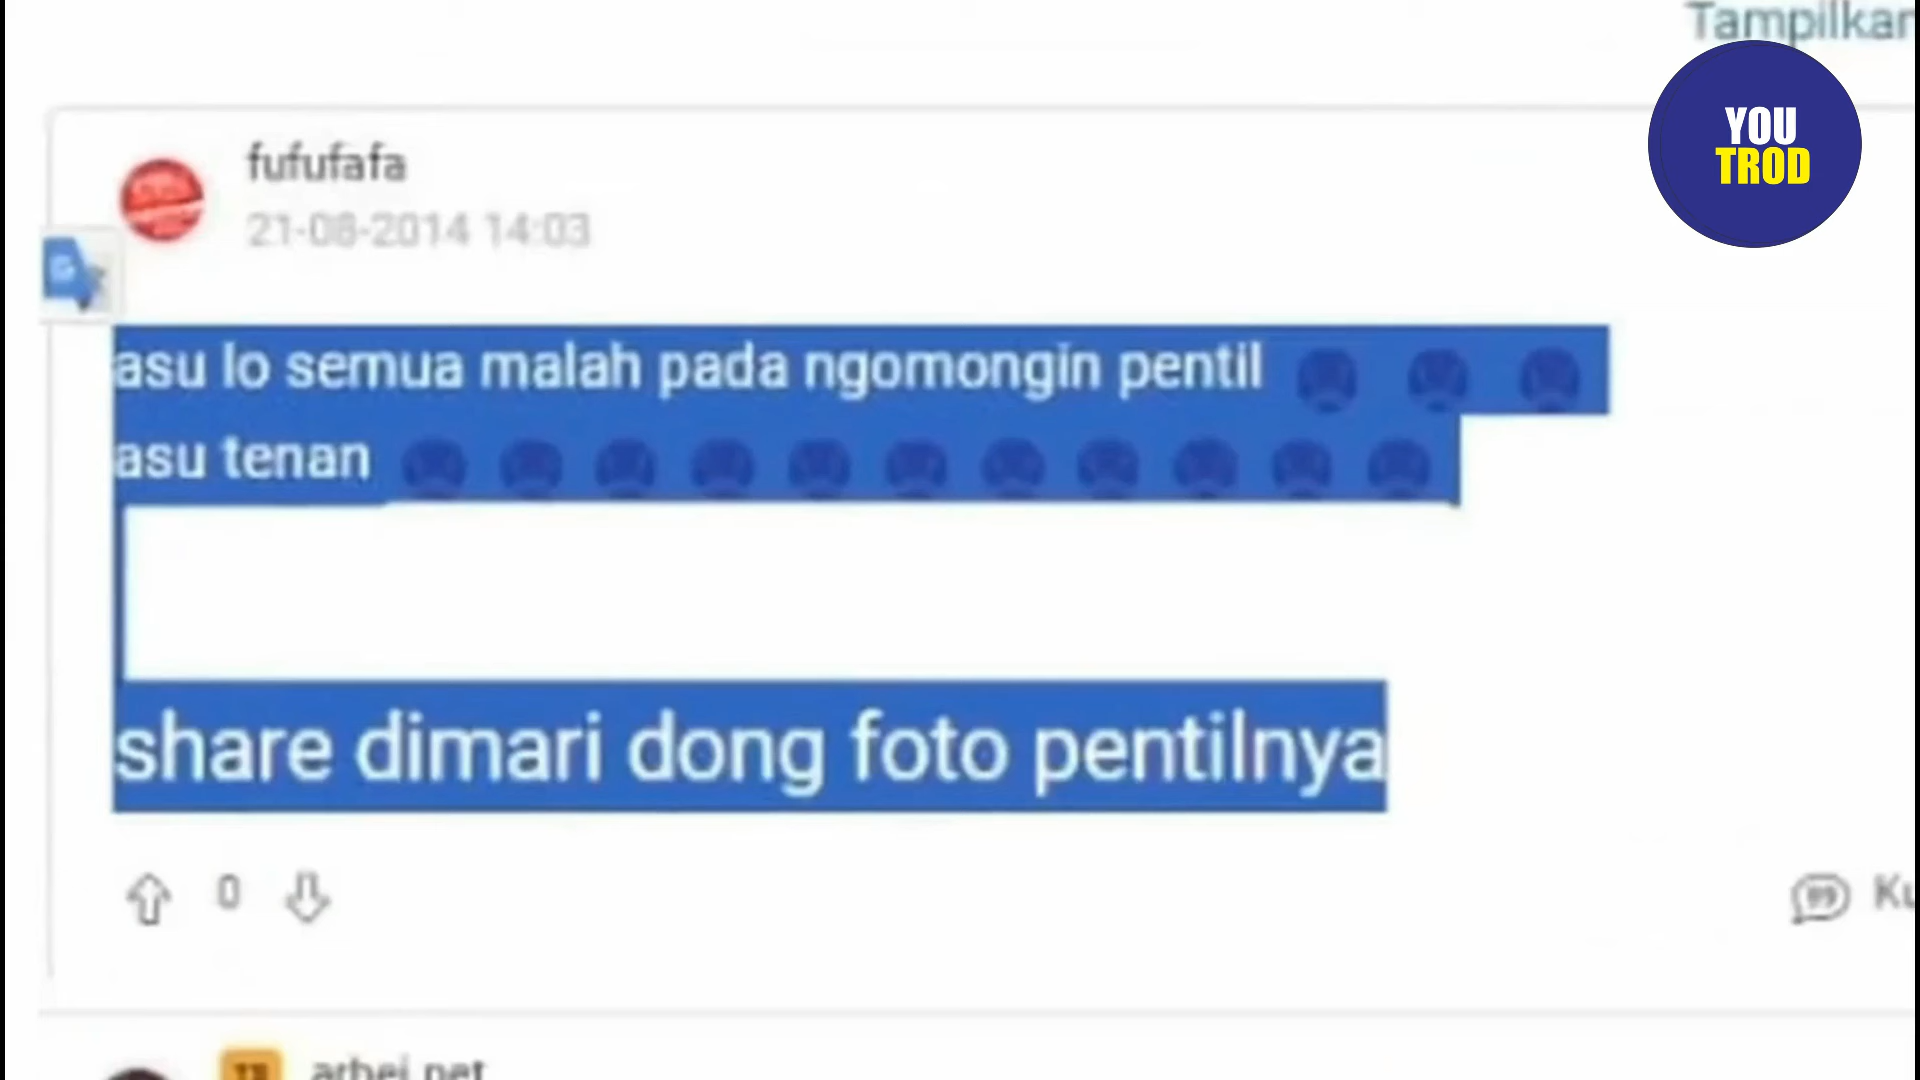 Tampilkan
YOU
TROD
fufufafa
21-08-2014 14:03
asu lo semua malah pada ngomongin pentil
asu tenan
share dimari dong foto pentilnya
0
Ku